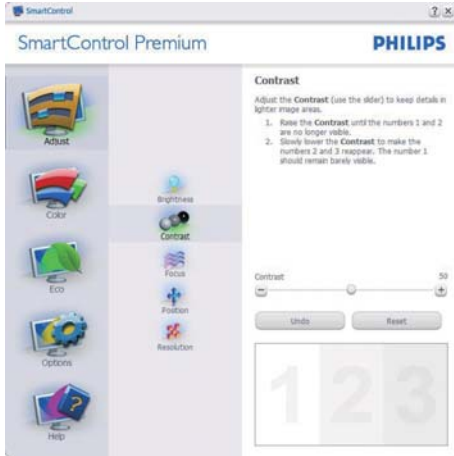 SmartControl
SmartControl Premium
PHILIPS
Adjust
Color
Eco
Options
Help
Brightness
Contrast
Focus
Position
Resolution
Contrast
Adjust the Contrast (use the slider) to keep details in
lighter image areas.
1. Raise the Contrast until the numbers 1 and 2
are no longer visible.
2. Slowly lower the Contrast to make the
numbers 2 and 3 reappear. The number 1
should remain barely visible.
Contrast 50
Undo Reset
1 2 3